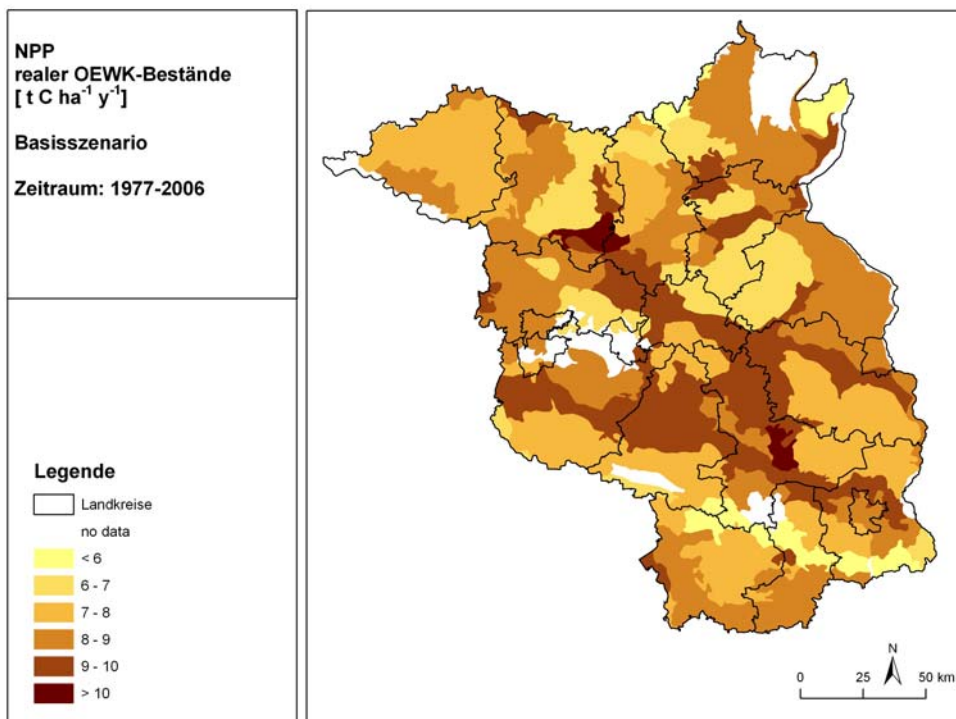 NPP
realer OEWK-Bestände
[ t C ha⁻¹ y⁻¹]
Basisszenario
Zeitraum: 1977-2006
Legende
Landkreise
no data
< 6
6 - 7
7 - 8
8 - 9
9 - 10
> 10
N
0 25 50 km